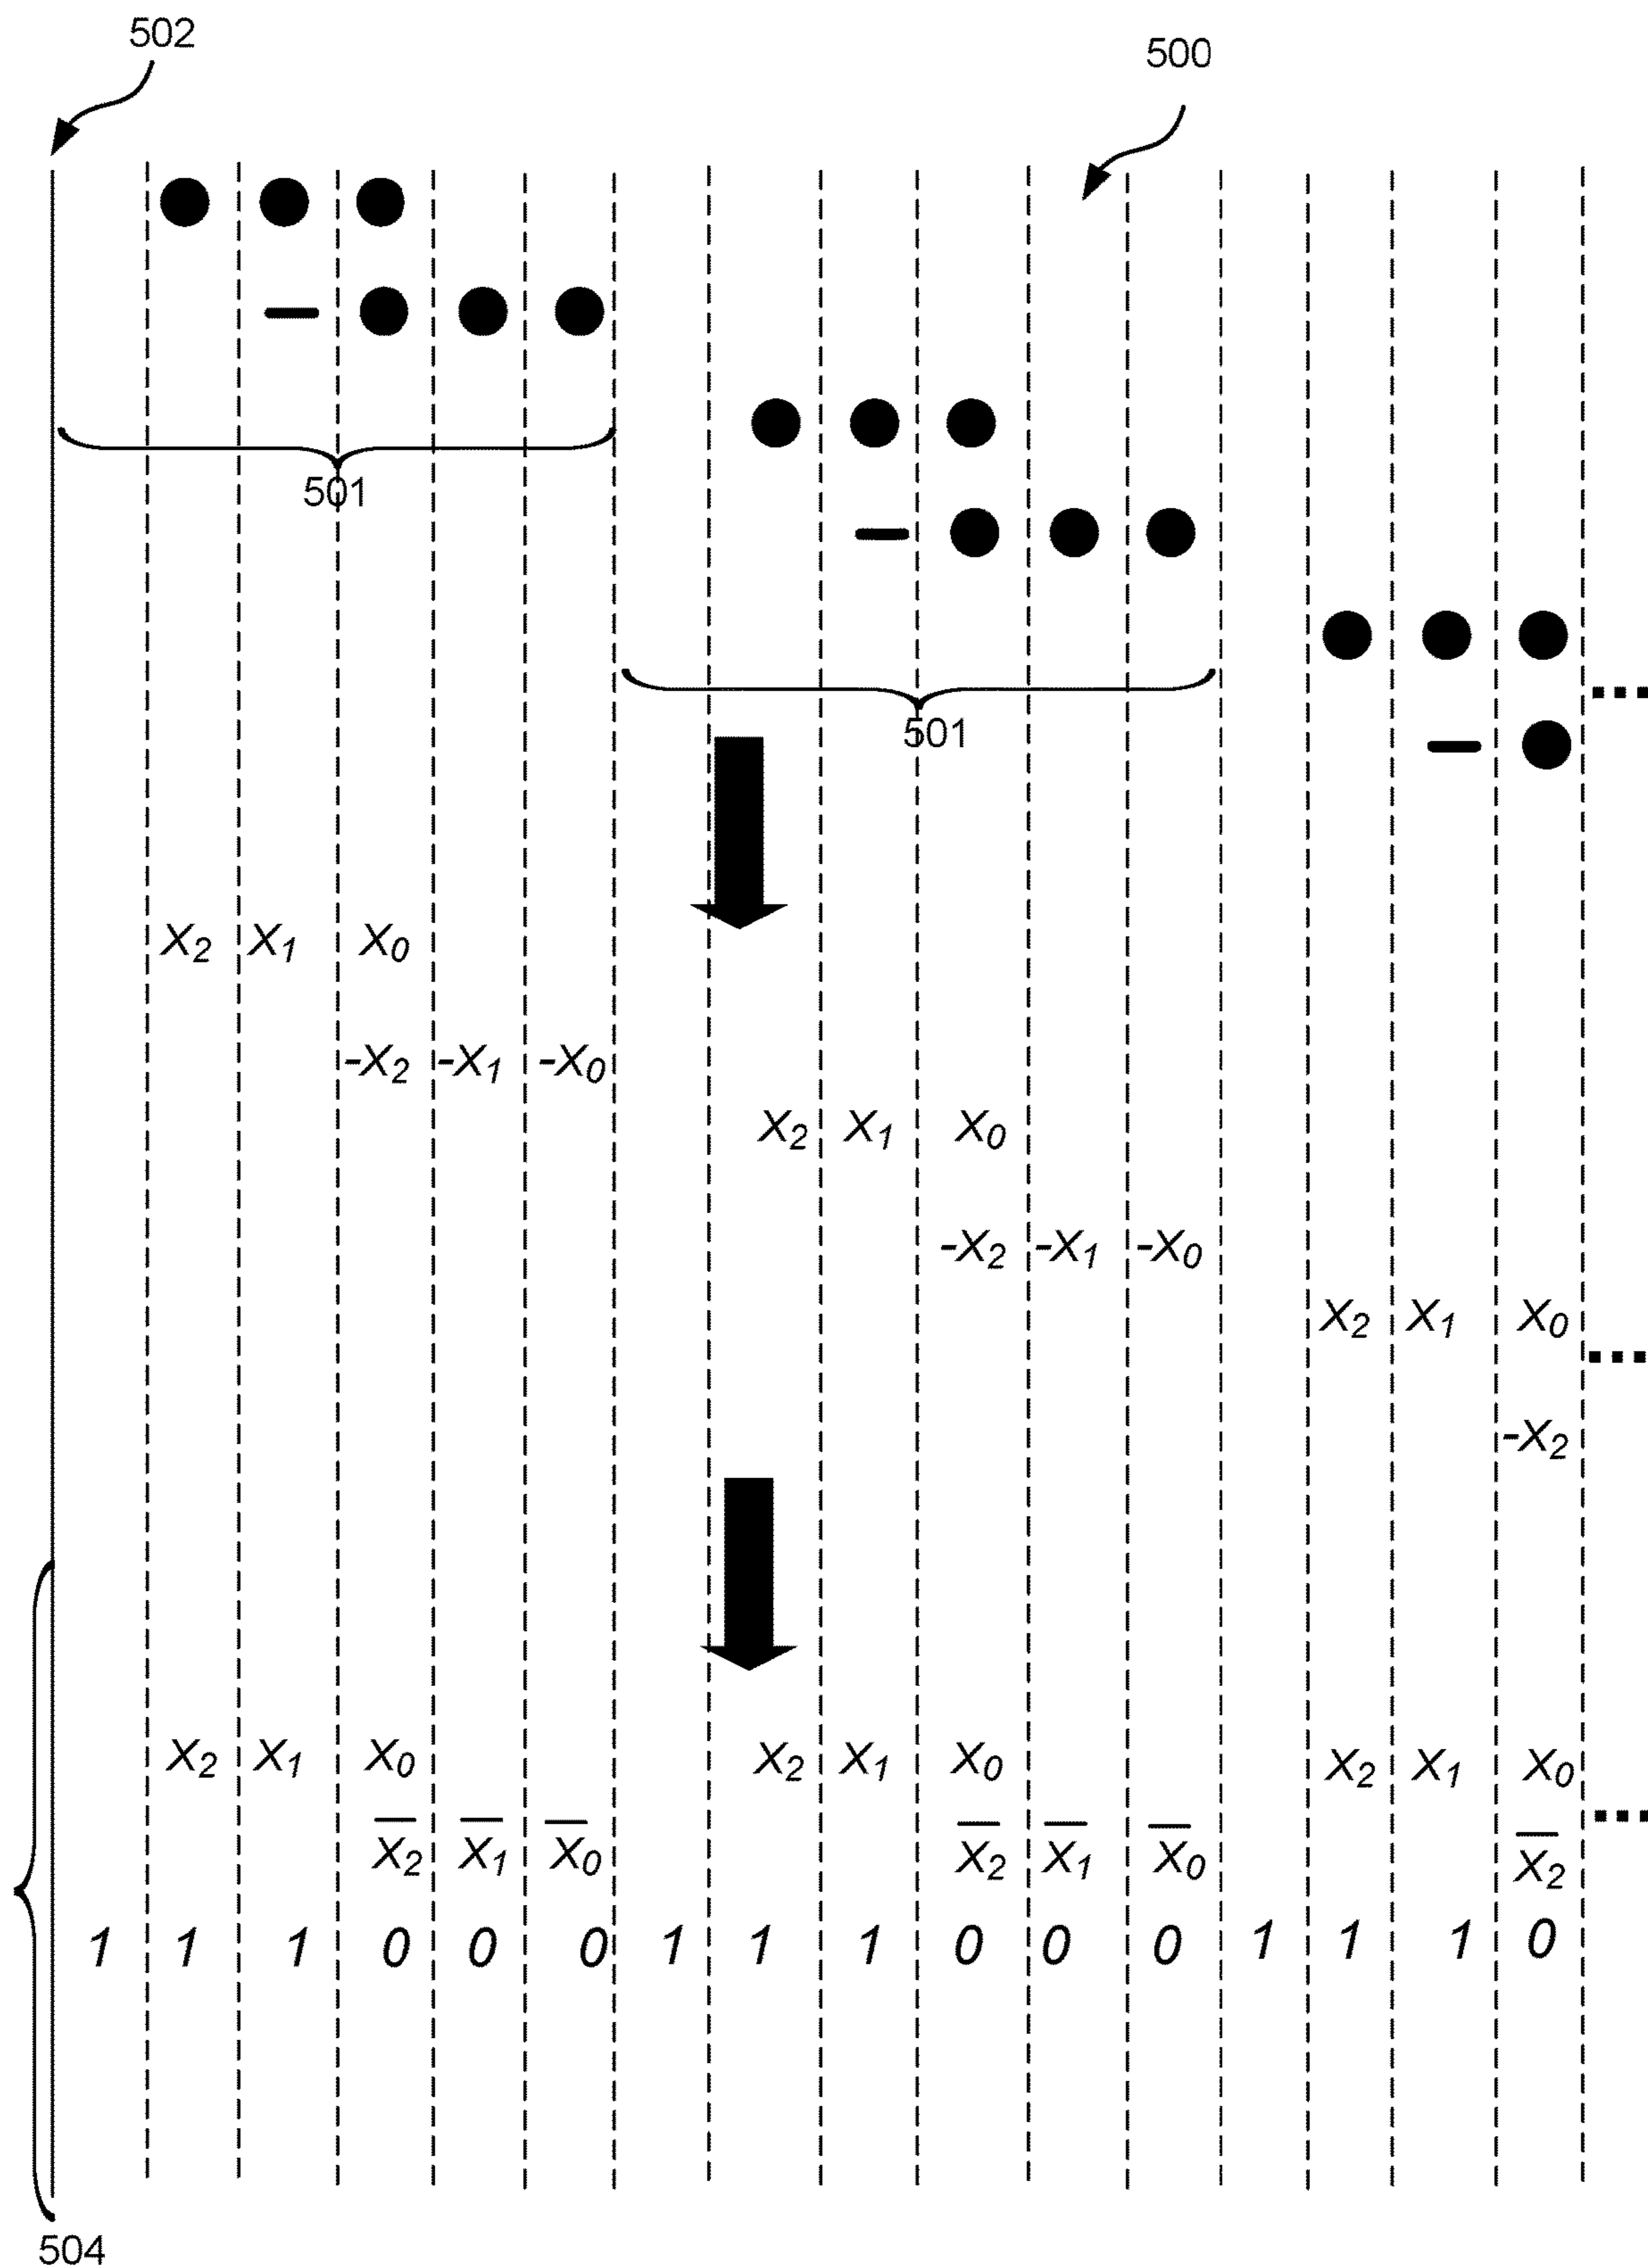 502
500
501
501
X₂ X₁ X₀
-X₂ -X₁ -X₀
X₂ X₁ X₀
-X₂ -X₁ -X₀
X₂ X₁ X₀
-X₂
X₂ X₁ X₀ X₂ X₁ X₀ X₂ X₁ X₀
X̅₂ X̅₁ X̅₀ X̅₂ X̅₁ X̅₀ X̅₂
1 1 1 0 0 0 1 1 1 0 0 0 1 1 1 0
504